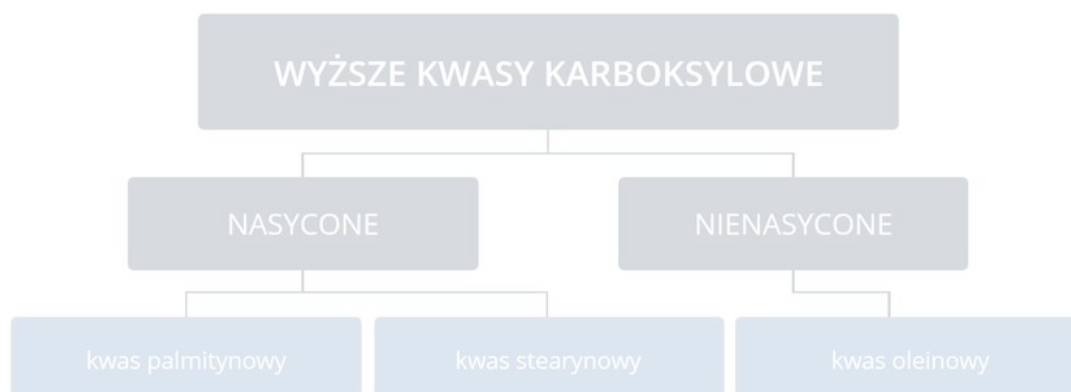 WYŻSZE KWASY KARBOKSYLOWE
NASYCONE
NIENASYCONE
kwas palmitynowy
kwas stearynowy
kwas oleinowy